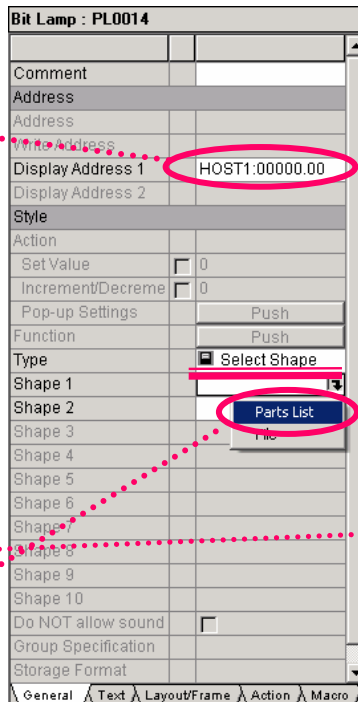 Bit Lamp : PL0014
Comment
Address
Address
Write Address
Display Address 1 HOST1:00000.00
Display Address 2
Style
Action
Set Value 0
Increment/Decreme 0
Pop-up Settings Push
Function Push
Type Select Shape
Shape 1
Parts List
Shape 2
File
Shape 3
Shape 4
Shape 5
Shape 6
Shape 7
Shape 8
Shape 9
Shape 10
Do NOT allow sound
Group Specification
Storage Format
General Text Layout/Frame Action Macro